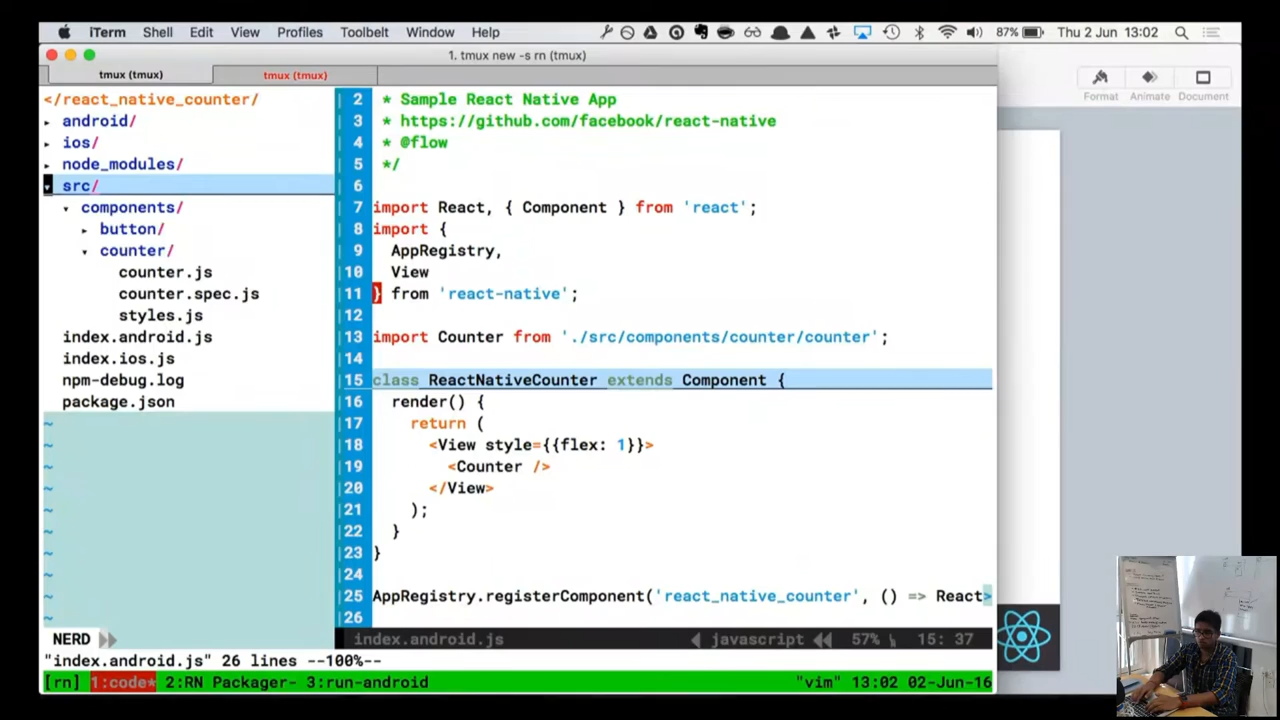 iTerm Shell Edit View Profiles Toolbelt Window Help 87% Thu 2 Jun 13:02
1. tmux new -s rn (tmux)
tmux (tmux) tmux (tmux)
Format Animate Document
</react_native_counter/
android/
ios/
node_modules/
src/
components/
button/
counter/
counter.js
counter.spec.js
styles.js
index.android.js
index.ios.js
npm-debug.log
package.json
~
~
~
~
~
~
~
~
~
~
2 * Sample React Native App
3 * https://github.com/facebook/react-native
4 * @flow
5 */
6
7 import React, { Component } from 'react';
8 import {
9 AppRegistry,
10 View
11 } from 'react-native';
12
13 import Counter from './src/components/counter/counter';
14
15 class ReactNativeCounter extends Component {
16 render() {
17 return (
18 <View style={{flex: 1}}>
19 <Counter />
20 </View>
21 );
22 }
23 }
24
25 AppRegistry.registerComponent('react_native_counter', () => React>
26
NERD index.android.js javascript 57% 15: 37
"index.android.js" 26 lines --100%--
[rn] 1:code* 2:RN Packager- 3:run-android "vim" 13:02 02-Jun-16